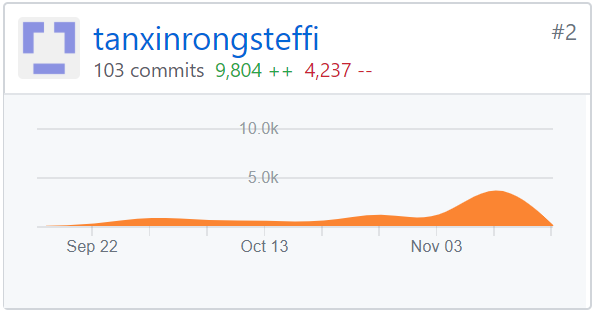 tanxinrongsteffi
#2
103 commits 9,804 ++ 4,237 --
10.0k
5.0k
Sep 22 Oct 13 Nov 03